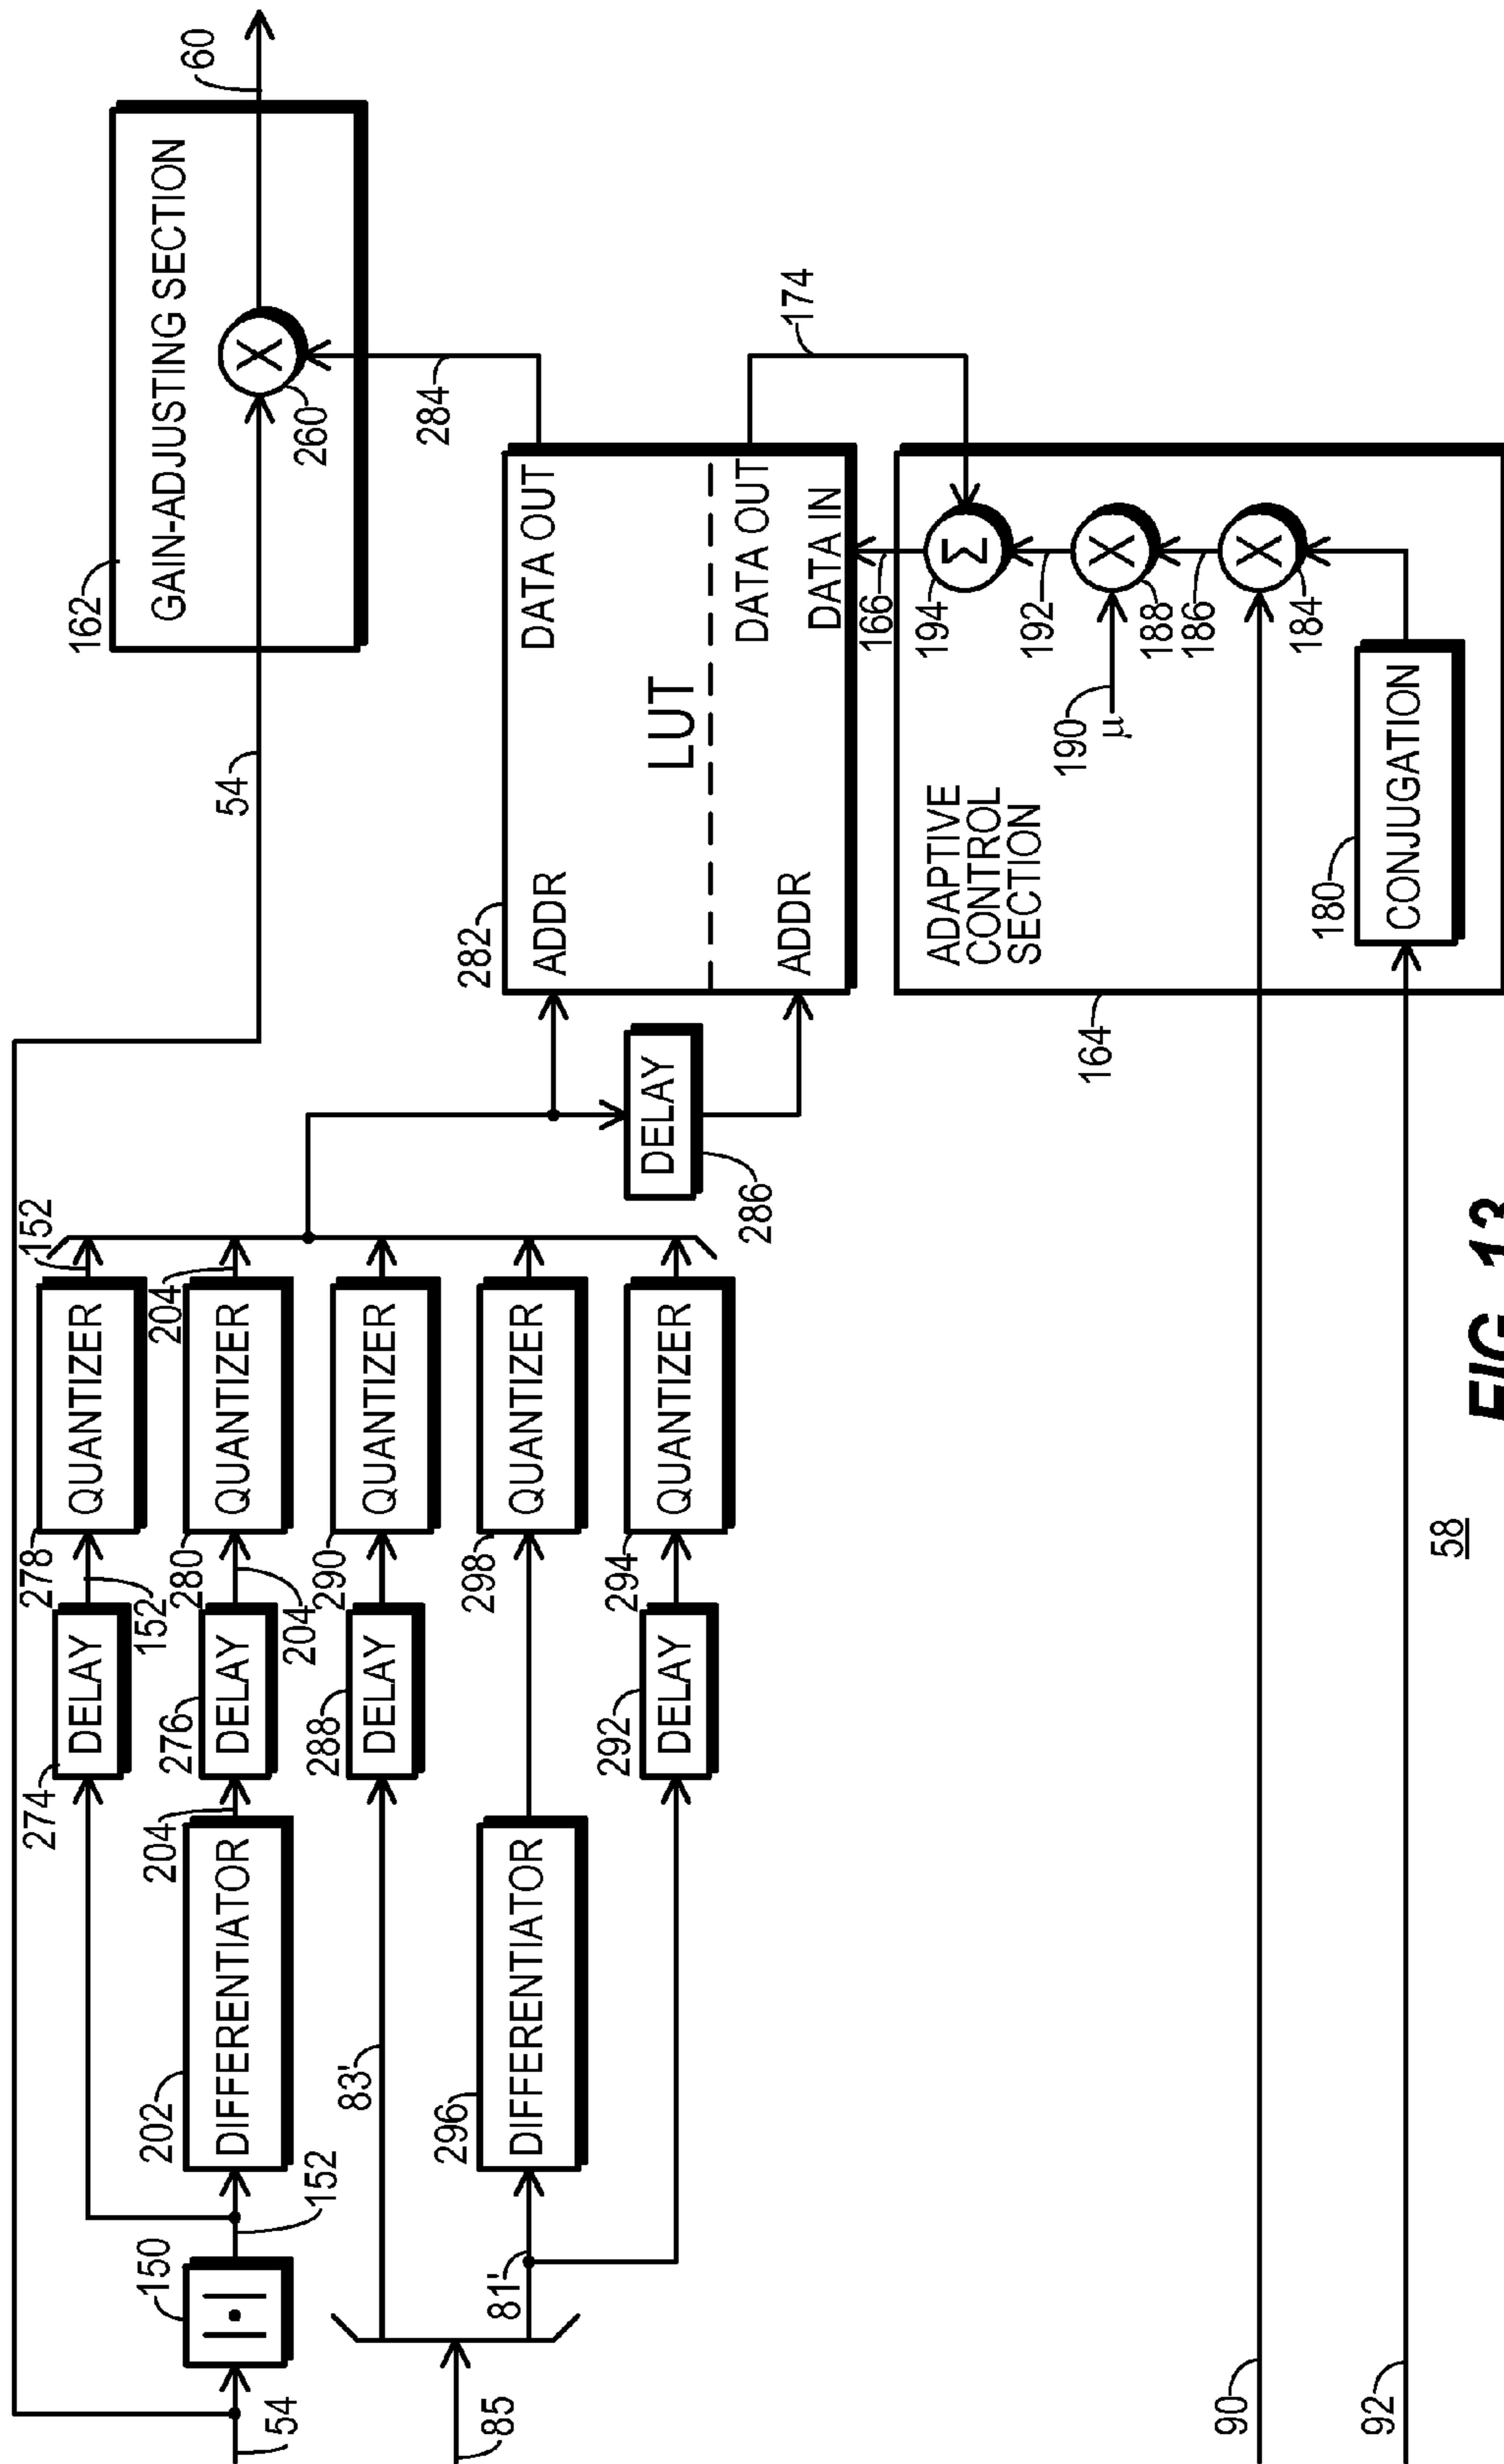 54
150
|•|
152
202
DIFFERENTIATOR
204
274
DELAY
276
DELAY
152
204
278
QUANTIZER
280
QUANTIZER
152
204
54
162
GAIN-ADJUSTING SECTION
X
260
60
284
85
83'
81'
296
DIFFERENTIATOR
288
DELAY
292
DELAY
290
QUANTIZER
298
QUANTIZER
294
QUANTIZER
DELAY
286
282
ADDR
DATA OUT
LUT
ADDR
DATA OUT
DATA IN
174
166
164
ADAPTIVE
CONTROL
SECTION
194
Σ
192
190
μ
X
188
186
X
184
180
CONJUGATION
90
92
58
FIG. 13